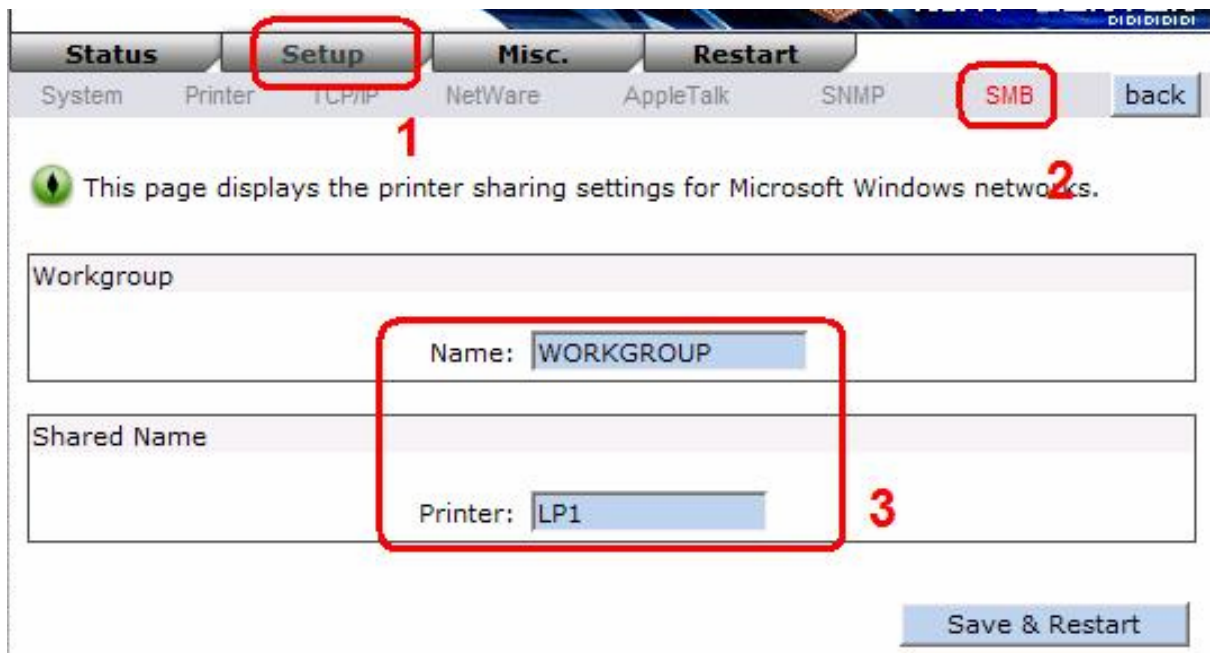 DIDIDIDIDI
Status Setup Misc. Restart
System Printer TCP/IP NetWare AppleTalk SNMP SMB back
1
2
This page displays the printer sharing settings for Microsoft Windows networks.
Workgroup
Name: WORKGROUP
Shared Name
Printer: LP1
3
Save & Restart